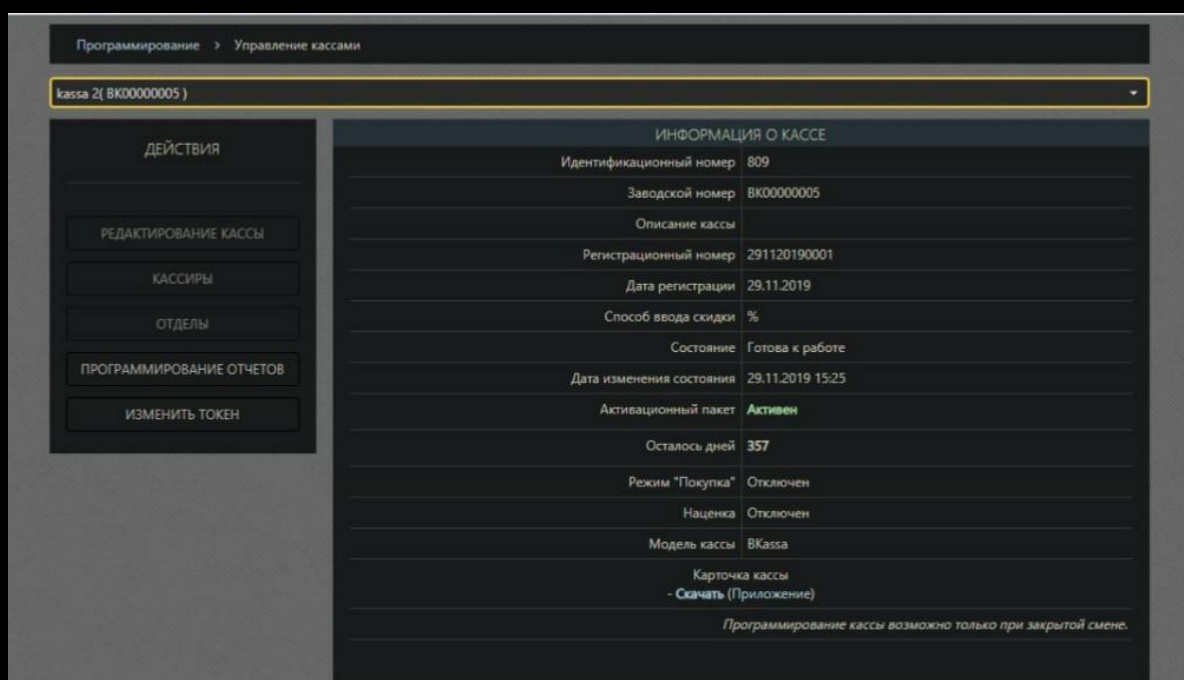 Программирование > Управление кассами
kassa 2( BK00000005 )
ДЕЙСТВИЯ
РЕДАКТИРОВАНИЕ КАССЫ
КАССИРЫ
ОТДЕЛЫ
ПРОГРАММИРОВАНИЕ ОТЧЕТОВ
ИЗМЕНИТЬ ТОКЕН
ИНФОРМАЦИЯ О КАССЕ
Идентификационный номер 809
Заводской номер BK00000005
Описание кассы
Регистрационный номер 291120190001
Дата регистрации 29.11.2019
Способ ввода скидки %
Состояние Готова к работе
Дата изменения состояния 29.11.2019 15:25
Активационный пакет Активен
Осталось дней 357
Режим "Покупка" Отключен
Наценка Отключен
Модель кассы BKassa
Карточка кассы
- Скачать (Приложение)
Программирование кассы возможно только при закрытой смене.